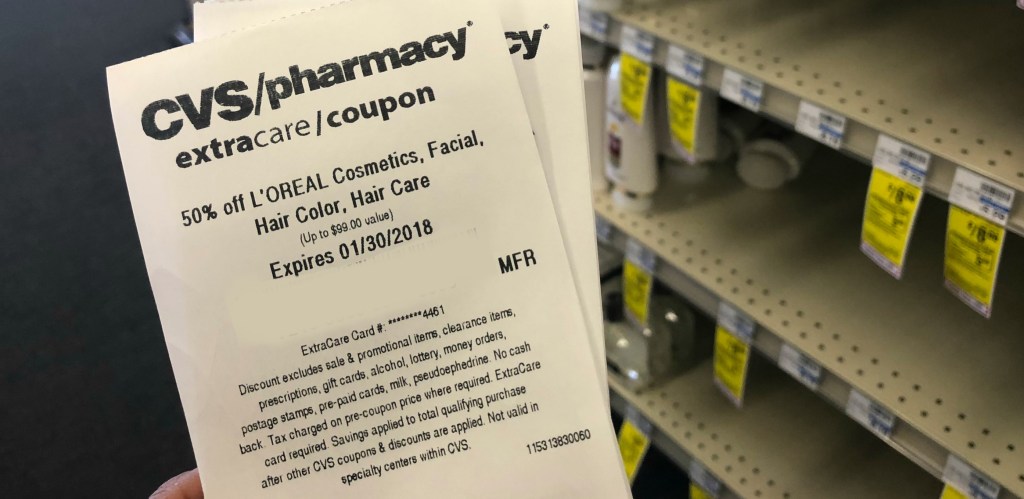 CVS/pharmacy®
extracare/coupon
50% off L'OREAL Cosmetics, Facial,
Hair Color, Hair Care
(Up to $99.00 value)
Expires 01/30/2018
MFR
ExtraCare Card #: ********4461
Discount excludes sale & promotional items, clearance items,
prescriptions, gift cards, alcohol, lottery, money orders,
postage stamps, pre-paid cards, milk, pseudoephedrine. No cash
back. Tax charged on pre-coupon price where required. ExtraCare
card required. Savings applied to total qualifying purchase
after other CVS coupons & discounts are applied. Not valid in
specialty centers within CVS.
115313830060
cy®